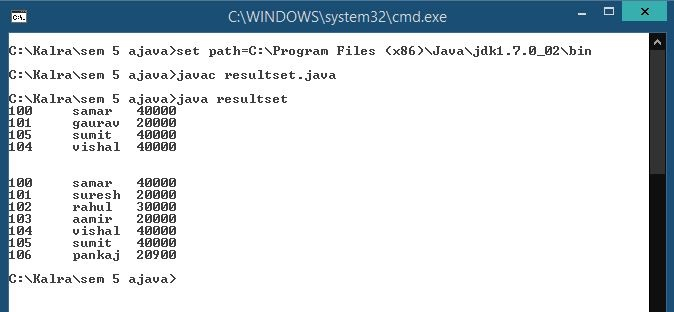 C:\WINDOWS\system32\cmd.exe
C:\Kalra\sem 5 ajava>set path=C:\Program Files (x86)\Java\jdk1.7.0_02\bin
C:\Kalra\sem 5 ajava>javac resultset.java
C:\Kalra\sem 5 ajava>java resultset
100 samar 40000
101 gaurav 20000
105 sumit 40000
104 vishal 40000
100 samar 40000
101 suresh 20000
102 rahul 30000
103 aamir 20000
104 vishal 40000
105 sumit 40000
106 pankaj 20900
C:\Kalra\sem 5 ajava>